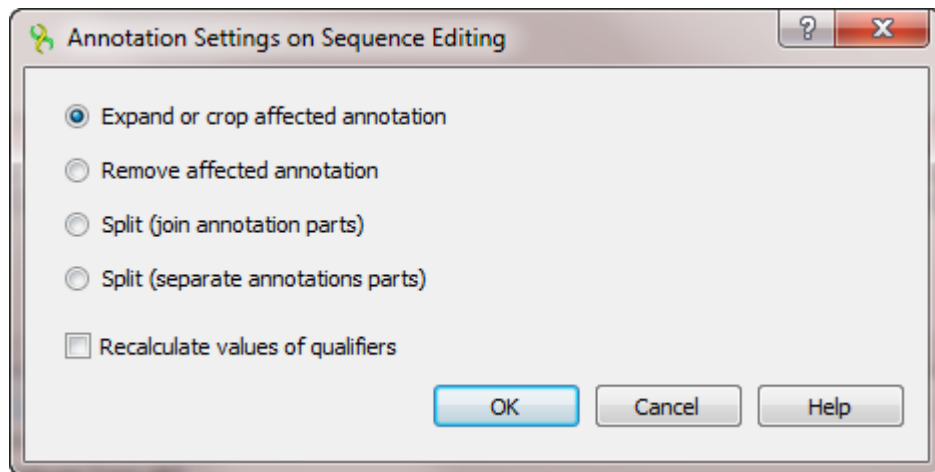 Annotation Settings on Sequence Editing
Expand or crop affected annotation
Remove affected annotation
Split (join annotation parts)
Split (separate annotations parts)
Recalculate values of qualifiers
OK Cancel Help